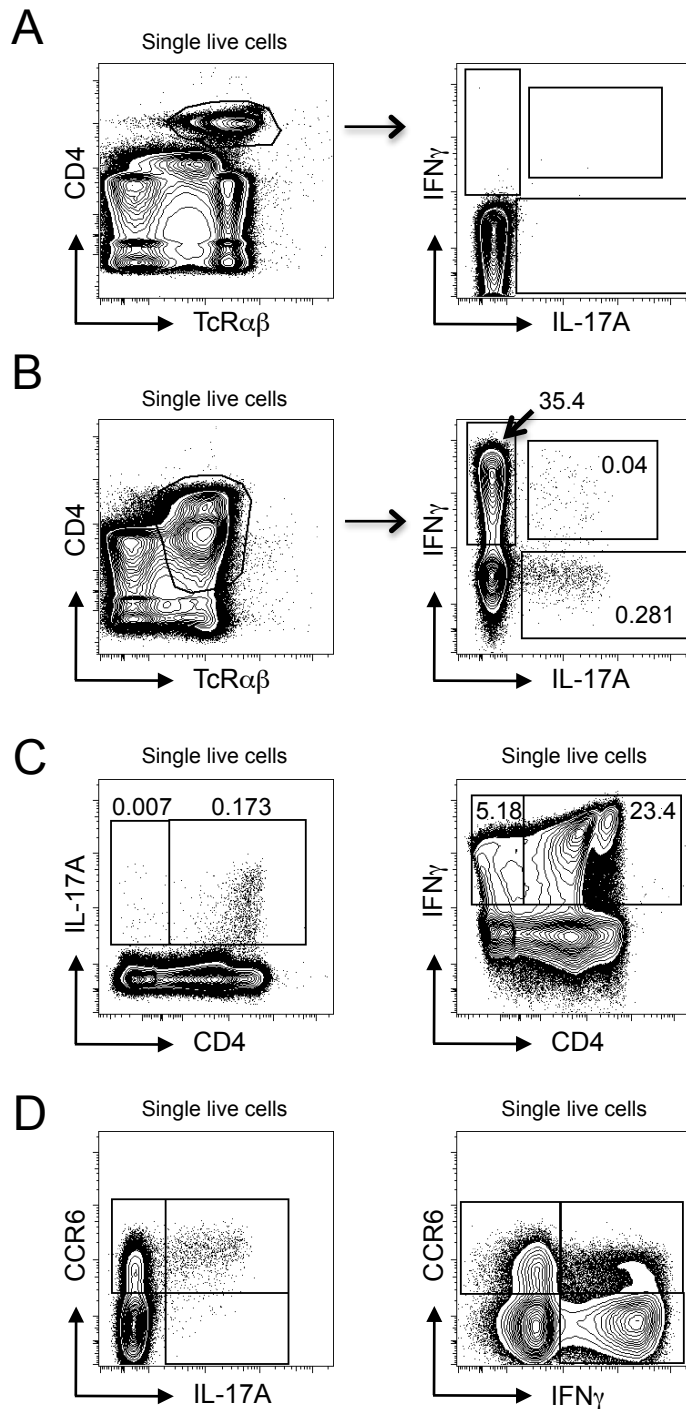 A
Single live cells
CD4
TcRαβ
IFNγ
IL-17A
B
Single live cells
CD4
TcRαβ
35.4
0.04
0.281
IFNγ
IL-17A
C
Single live cells
0.007 0.173
IL-17A
CD4
Single live cells
5.18 23.4
IFNγ
CD4
D
Single live cells
CCR6
IL-17A
Single live cells
CCR6
IFNγ